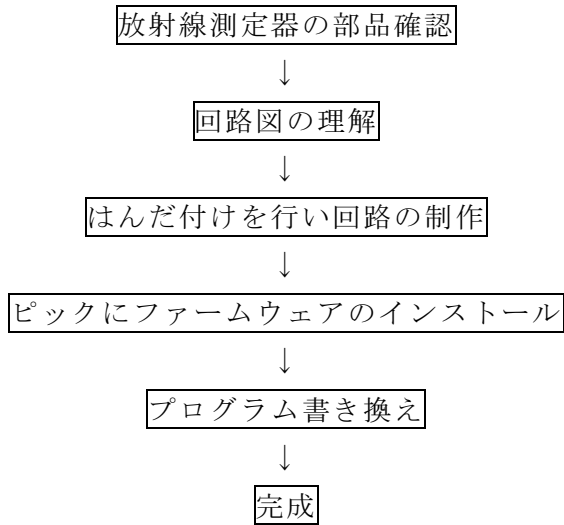 放射線測定器の部品確認
↓
回路図の理解
↓
はんだ付けを行い回路の制作
↓
ピックにファームウェアのインストール
↓
プログラム書き換え
↓
完成